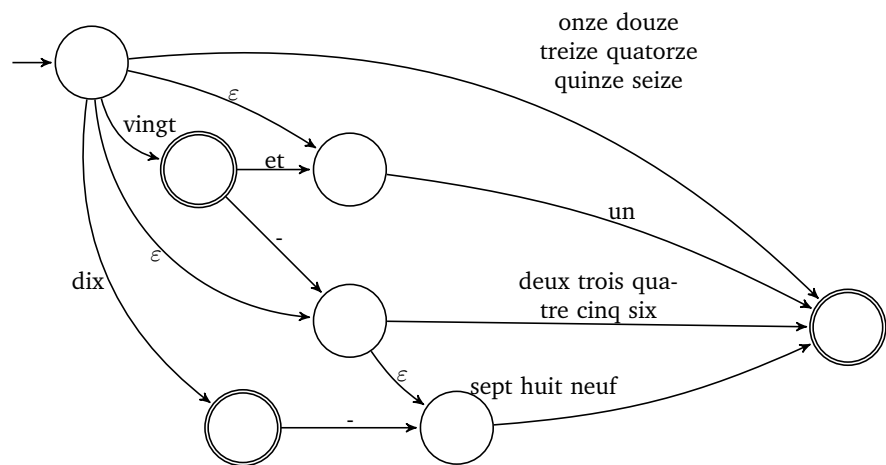 onze douze
treize quatorze
quinze seize
ε
vingt
et
un
-
ε
dix
deux trois qua-
tre cinq six
ε
sept huit neuf
-